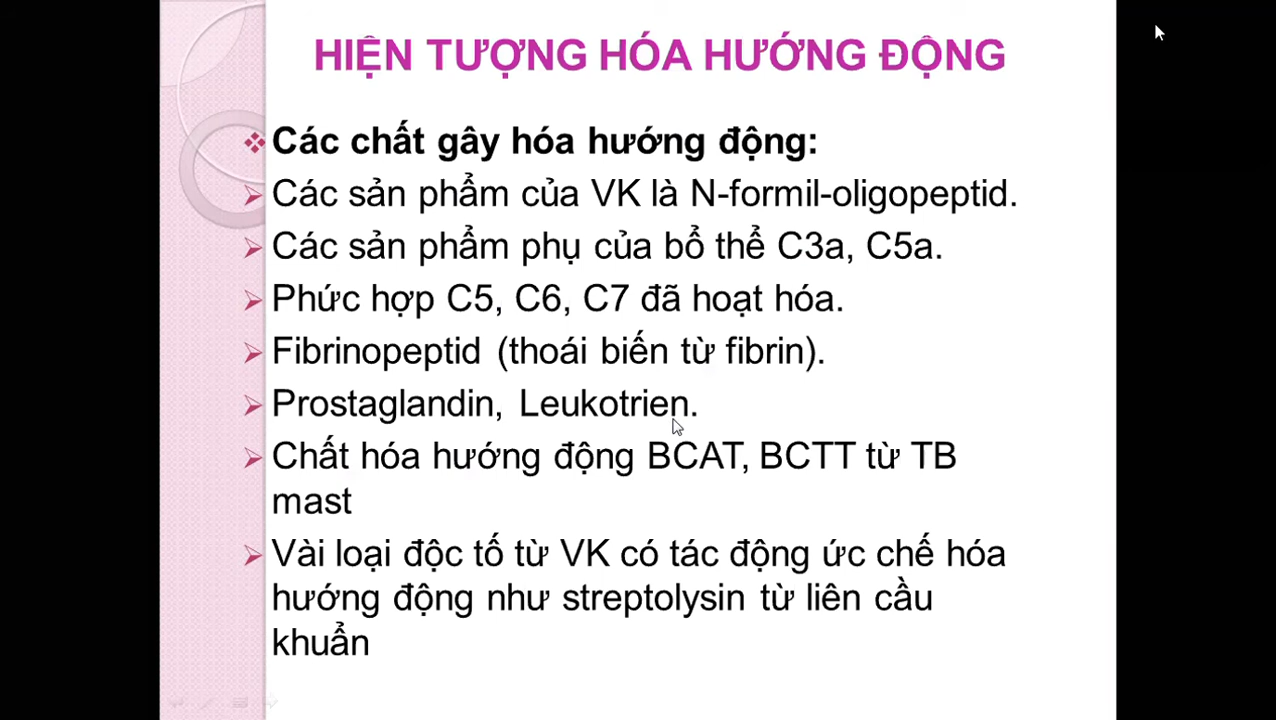 HIỆN TƯỢNG HÓA HƯỚNG ĐỘNG
Các chất gây hóa hướng động:
Các sản phẩm của VK là N-formil-oligopeptid.
Các sản phẩm phụ của bổ thể C3a, C5a.
Phức hợp C5, C6, C7 đã hoạt hóa.
Fibrinopeptid (thoái biến từ fibrin).
Prostaglandin, Leukotrien.
Chất hóa hướng động BCAT, BCTT từ TB
mast
Vài loại độc tố từ VK có tác động ức chế hóa
hướng động như streptolysin từ liên cầu
khuẩn